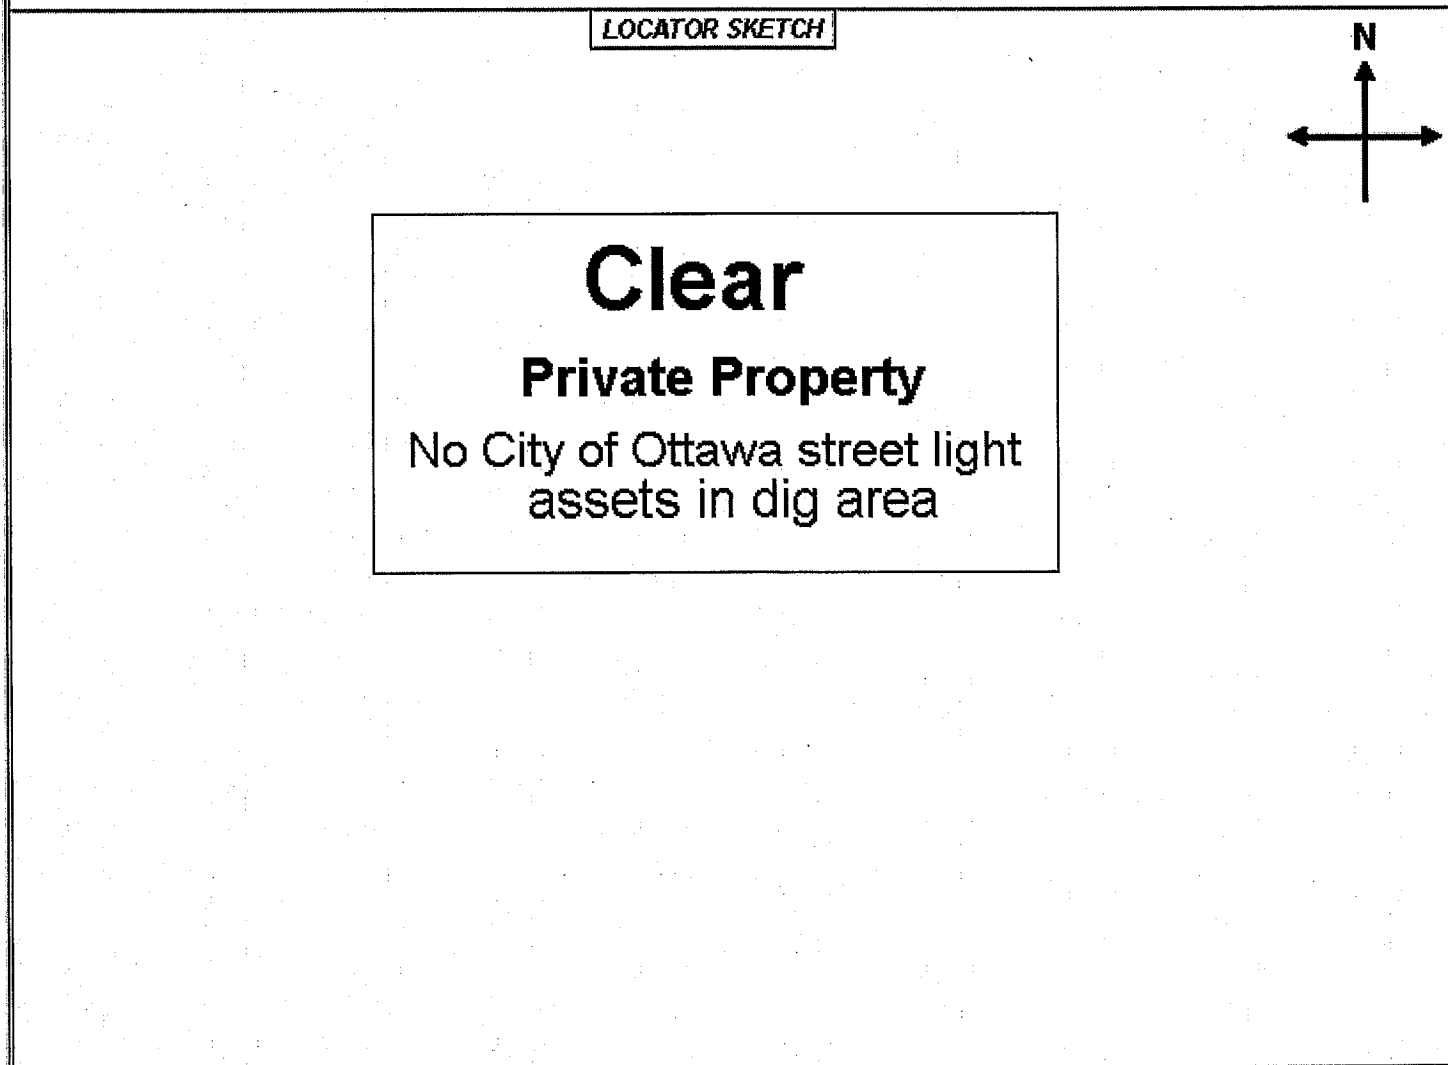 LOCATOR SKETCH
N
Clear
Private Property
No City of Ottawa street light
assets in dig area